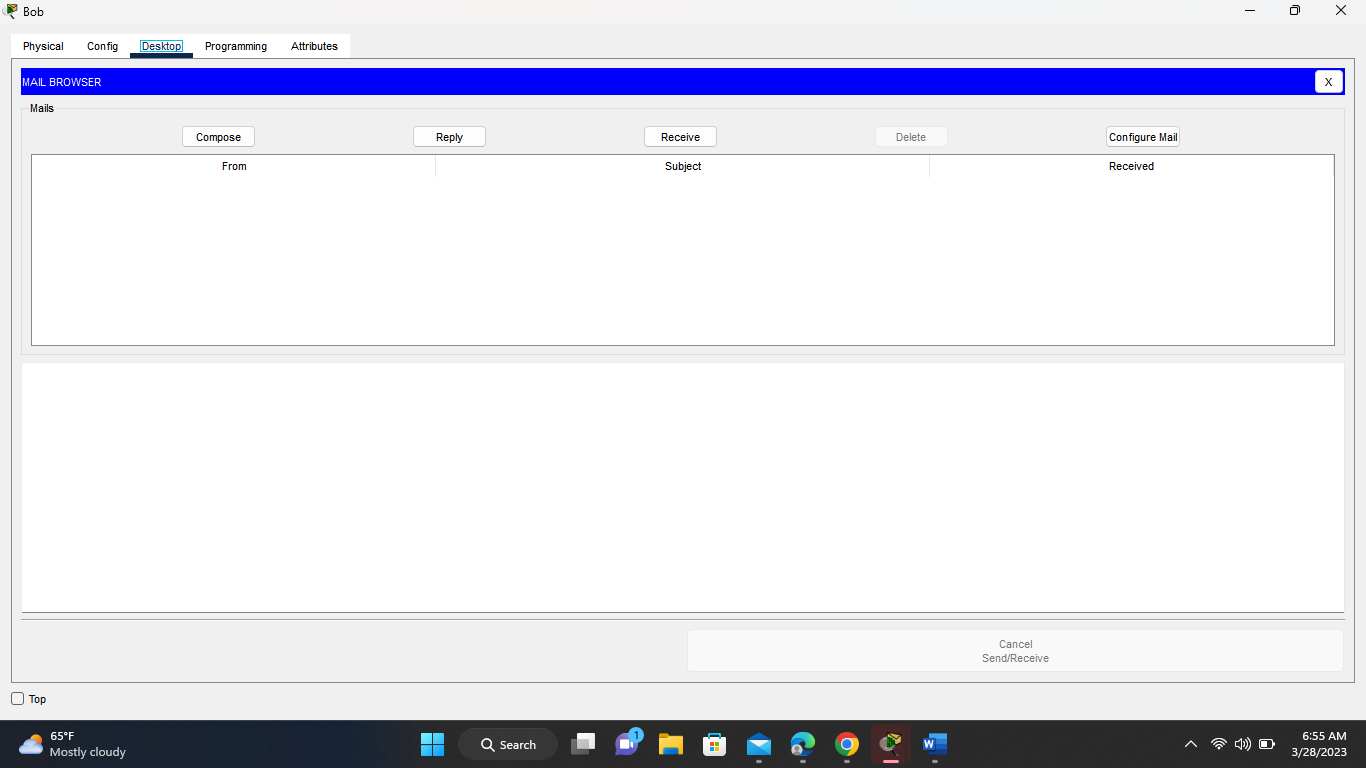 Bob
Physical Config Desktop Programming Attributes
MAIL BROWSER X
Mails
Compose Reply Receive Delete Configure Mail
From Subject Received
Cancel
Send/Receive
Top
65°F
Mostly cloudy
Search
1
W
6:55 AM
3/28/2023